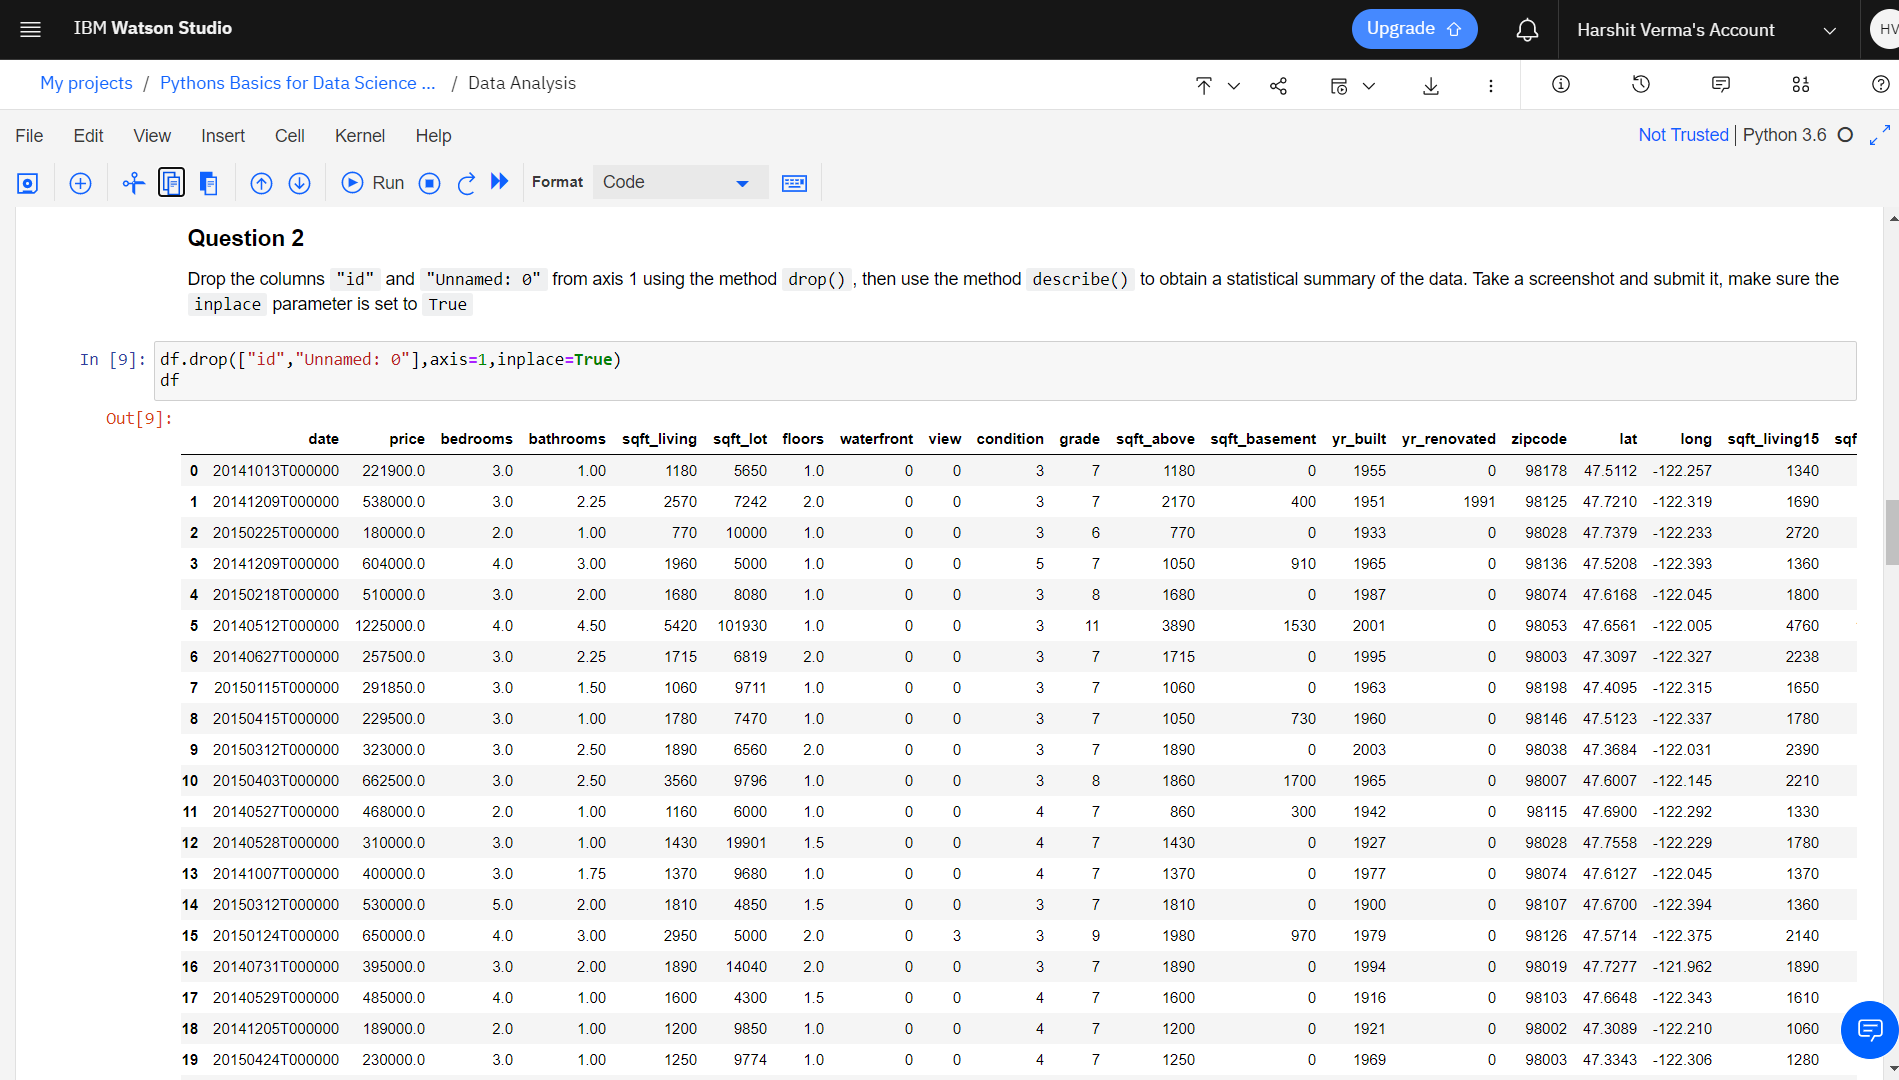 IBM Watson Studio
Upgrade
Harshit Verma's Account
HV
My projects / Pythons Basics for Data Science ... / Data Analysis
File Edit View Insert Cell Kernel Help
Not Trusted | Python 3.6
Run
Format
Code
Question 2
Drop the columns "id" and "Unnamed: 0" from axis 1 using the method drop() , then use the method describe() to obtain a statistical summary of the data. Take a screenshot and submit it, make sure the
inplace parameter is set to True
In [9]: df.drop(["id","Unnamed: 0"],axis=1,inplace=True)
df
Out[9]:
date price bedrooms bathrooms sqft_living sqft_lot floors waterfront view condition grade sqft_above sqft_basement yr_built yr_renovated zipcode lat long sqft_living15 sqf
0 20141013T000000 221900.0 3.0 1.00 1180 5650 1.0 0 0 3 7 1180 0 1955 0 98178 47.5112 -122.257 1340
1 20141209T000000 538000.0 3.0 2.25 2570 7242 2.0 0 0 3 7 2170 400 1951 1991 98125 47.7210 -122.319 1690
2 20150225T000000 180000.0 2.0 1.00 770 10000 1.0 0 0 3 6 770 0 1933 0 98028 47.7379 -122.233 2720
3 20141209T000000 604000.0 4.0 3.00 1960 5000 1.0 0 0 5 7 1050 910 1965 0 98136 47.5208 -122.393 1360
4 20150218T000000 510000.0 3.0 2.00 1680 8080 1.0 0 0 3 8 1680 0 1987 0 98074 47.6168 -122.045 1800
5 20140512T000000 1225000.0 4.0 4.50 5420 101930 1.0 0 0 3 11 3890 1530 2001 0 98053 47.6561 -122.005 4760
6 20140627T000000 257500.0 3.0 2.25 1715 6819 2.0 0 0 3 7 1715 0 1995 0 98003 47.3097 -122.327 2238
7 20150115T000000 291850.0 3.0 1.50 1060 9711 1.0 0 0 3 7 1060 0 1963 0 98198 47.4095 -122.315 1650
8 20150415T000000 229500.0 3.0 1.00 1780 7470 1.0 0 0 3 7 1050 730 1960 0 98146 47.5123 -122.337 1780
9 20150312T000000 323000.0 3.0 2.50 1890 6560 2.0 0 0 3 7 1890 0 2003 0 98038 47.3684 -122.031 2390
10 20150403T000000 662500.0 3.0 2.50 3560 9796 1.0 0 0 3 8 1860 1700 1965 0 98007 47.6007 -122.145 2210
11 20140527T000000 468000.0 2.0 1.00 1160 6000 1.0 0 0 4 7 860 300 1942 0 98115 47.6900 -122.292 1330
12 20140528T000000 310000.0 3.0 1.00 1430 19901 1.5 0 0 4 7 1430 0 1927 0 98028 47.7558 -122.229 1780
13 20141007T000000 400000.0 3.0 1.75 1370 9680 1.0 0 0 4 7 1370 0 1977 0 98074 47.6127 -122.045 1370
14 20150312T000000 530000.0 5.0 2.00 1810 4850 1.5 0 0 3 7 1810 0 1900 0 98107 47.6700 -122.394 1360
15 20150124T000000 650000.0 4.0 3.00 2950 5000 2.0 0 3 3 9 1980 970 1979 0 98126 47.5714 -122.375 2140
16 20140731T000000 395000.0 3.0 2.00 1890 14040 2.0 0 0 3 7 1890 0 1994 0 98019 47.7277 -121.962 1890
17 20140529T000000 485000.0 4.0 1.00 1600 4300 1.5 0 0 4 7 1600 0 1916 0 98103 47.6648 -122.343 1610
18 20141205T000000 189000.0 2.0 1.00 1200 9850 1.0 0 0 4 7 1200 0 1921 0 98002 47.3089 -122.210 1060
19 20150424T000000 230000.0 3.0 1.00 1250 9774 1.0 0 0 4 7 1250 0 1969 0 98003 47.3343 -122.306 1280